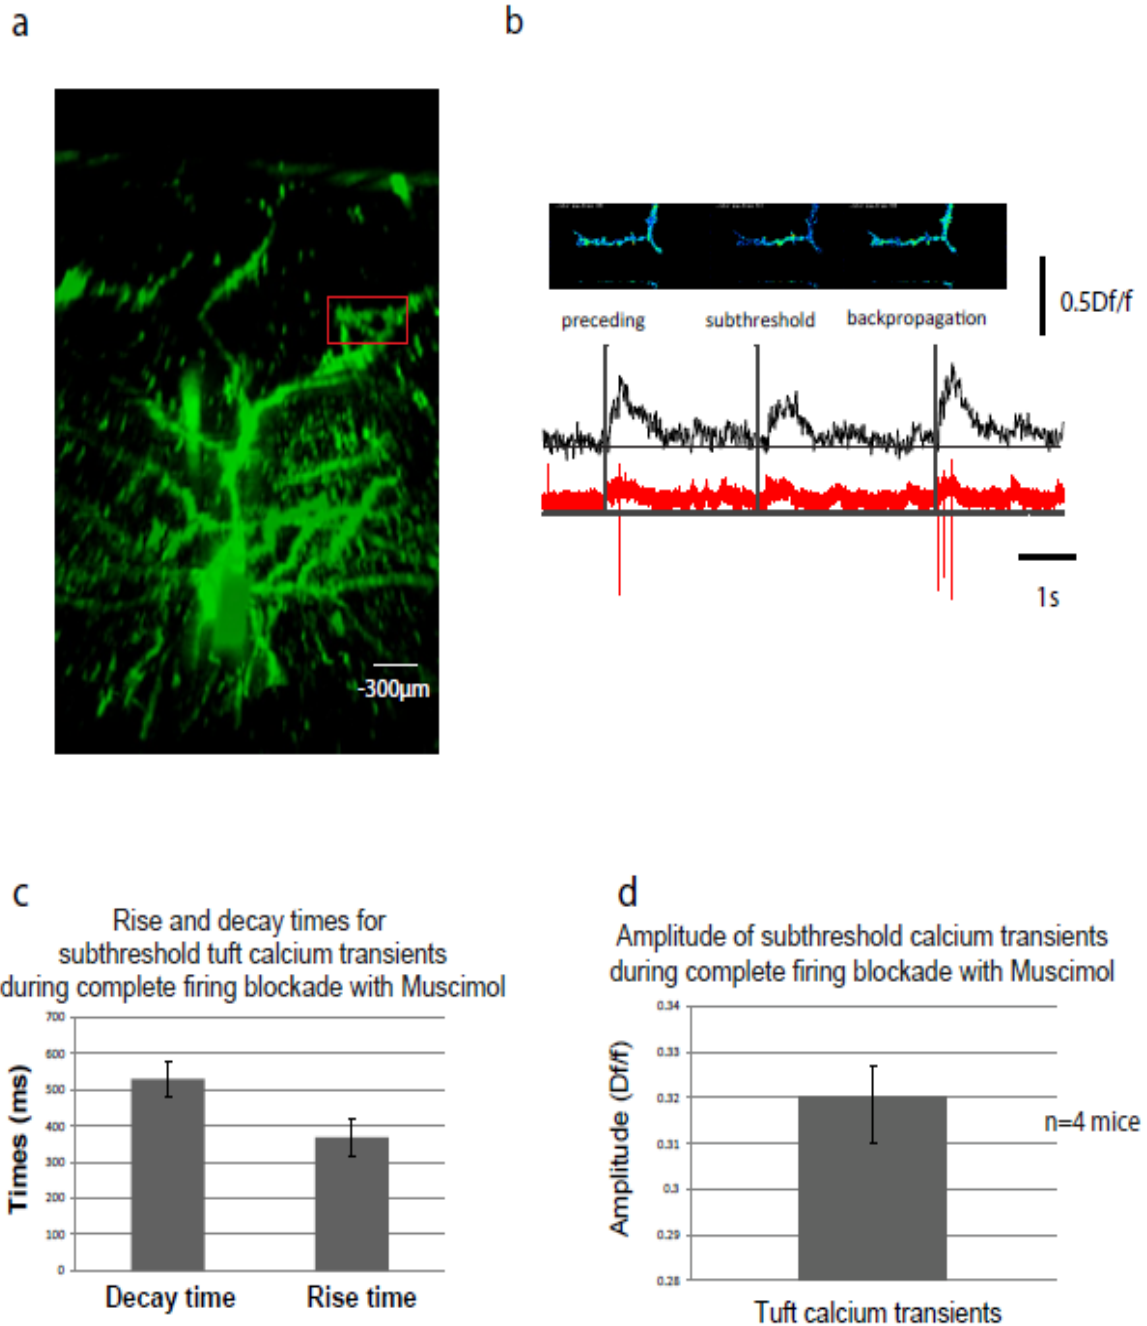 a
b
0.5Df/f
preceding subthreshold backpropagation
-300µm
1s
c
Rise and decay times for
subthreshold tuft calcium transients
during complete firing blockade with Muscimol
Times (ms)
700
600
500
400
300
200
100
0
Decay time Rise time
d
Amplitude of subthreshold calcium transients
during complete firing blockade with Muscimol
Amplitude (Df/f)
0.34
0.33
0.32
0.31
0.3
0.29
0.28
n=4 mice
Tuft calcium transients